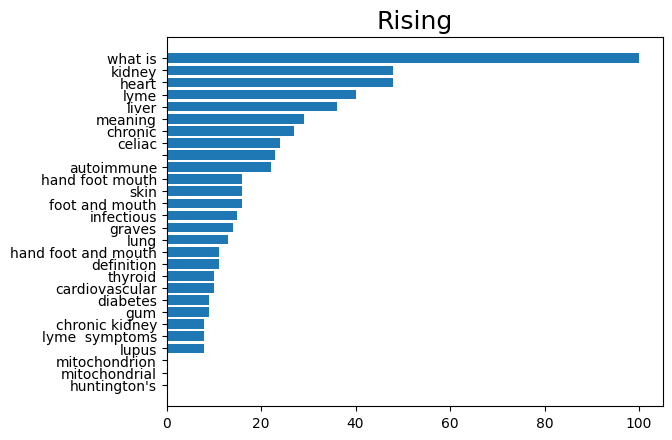 Rising
what is
kidney
heart
lyme
liver
meaning
chronic
celiac
autoimmune
hand foot mouth
skin
foot and mouth
infectious
graves
lung
hand foot and mouth
definition
thyroid
cardiovascular
diabetes
gum
chronic kidney
lyme  symptoms
lupus
mitochondrion
mitochondrial
huntington's
0 20 40 60 80 100